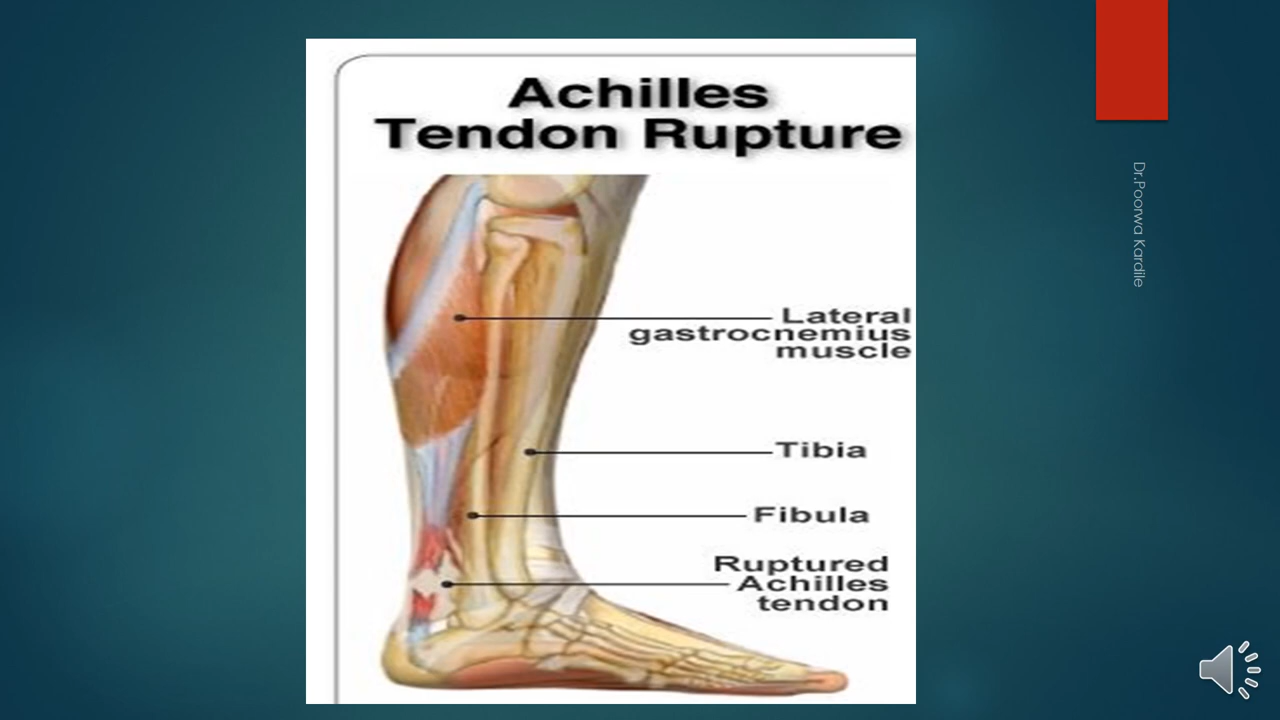 Achilles
Tendon Rupture
Lateral
gastrocnemius
muscle
Tibia
Fibula
Ruptured
Achilles
tendon
Dr.Poorwa Kardile